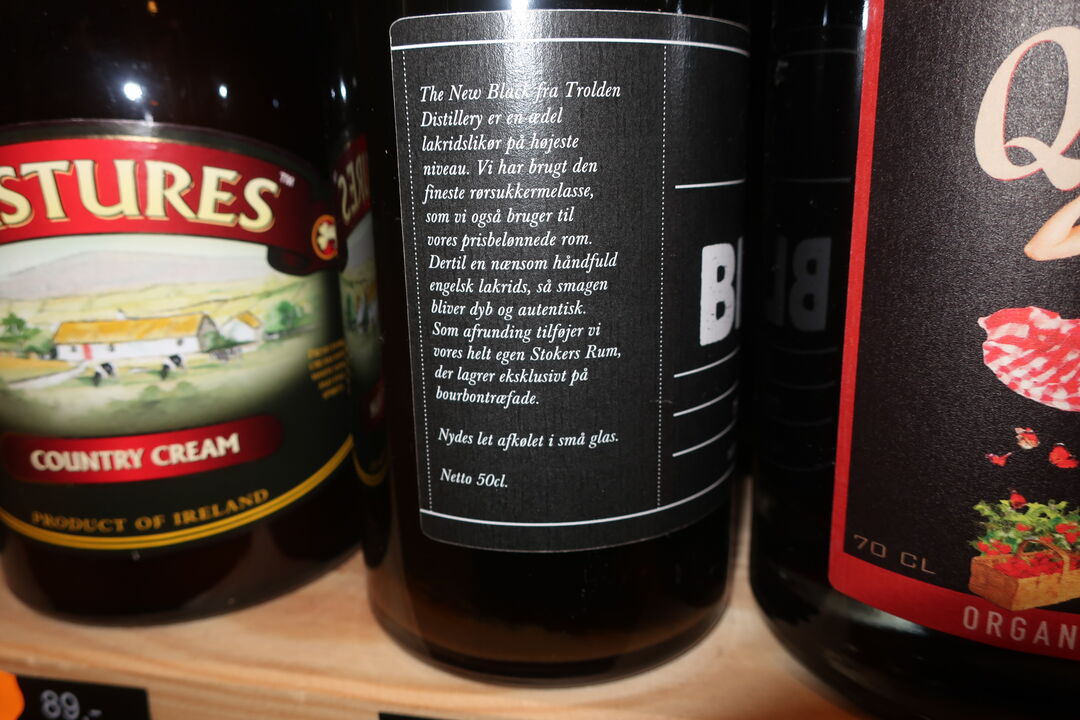 STURES™
COUNTRY CREAM
PRODUCT OF IRELAND
89.-
The New Black fra Trolden
Distillery er en ædel
lakridslikør på højeste
niveau. Vi har brugt den
fineste rørsukkermelasse,
som vi også bruger til
vores prisbelønnede rom.
Dertil en nænsom håndfuld
engelsk lakrids, så smagen
bliver dyb og autentisk.
Som afrunding tilføjer vi
vores helt egen Stokers Rum,
der lagrer eksklusivt på
bourbontræfade.
Nydes let afkølet i små glas.
Netto 50cl.
Bl
Q
70 CL
ORGAN